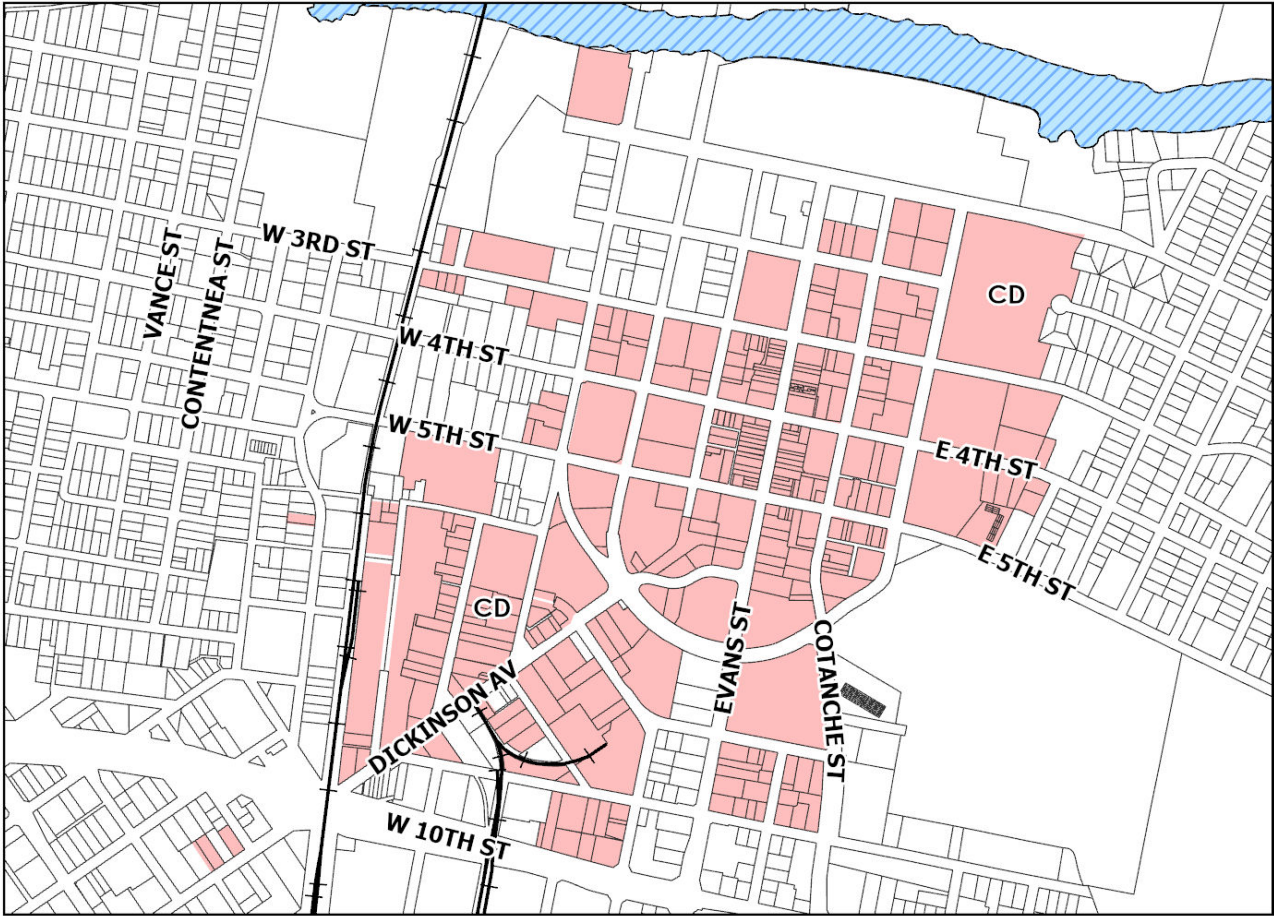 W 3RD ST
VANCE ST
CONTENTNEA ST
CD
W 4TH ST
W 5TH ST
E 4TH ST
E 5TH ST
CD
EVANS ST
COTANCHE ST
DICKINSON AV
W 10TH ST